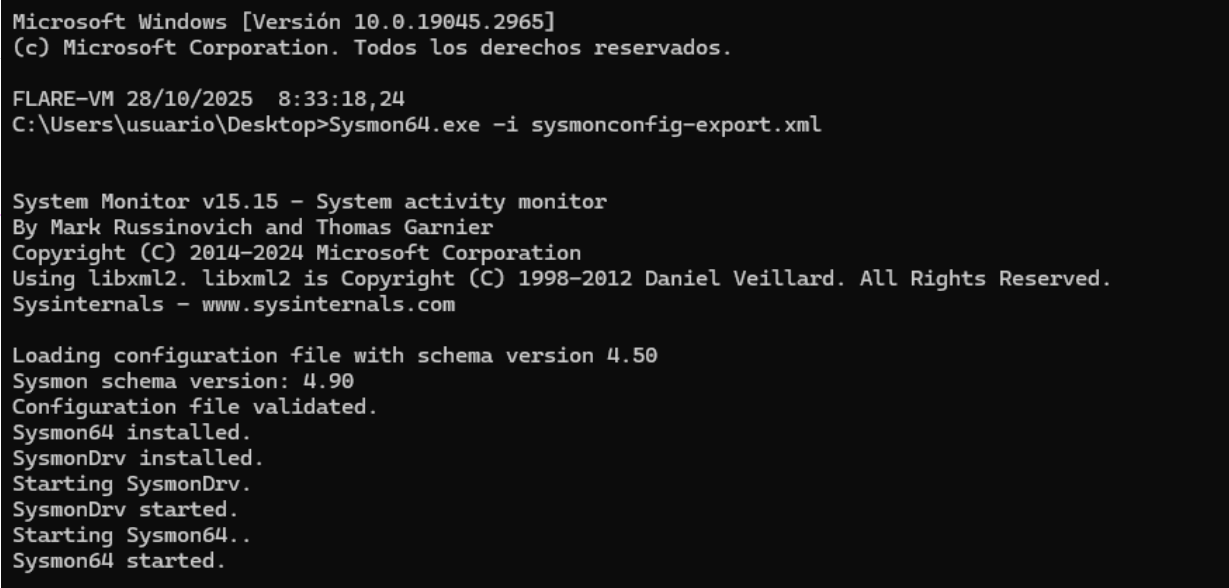 Microsoft Windows [Versión 10.0.19045.2965]
(c) Microsoft Corporation. Todos los derechos reservados.
FLARE-VM 28/10/2025  8:33:18,24
C:\Users\usuario\Desktop>Sysmon64.exe -i sysmonconfig-export.xml
System Monitor v15.15 - System activity monitor
By Mark Russinovich and Thomas Garnier
Copyright (C) 2014-2024 Microsoft Corporation
Using libxml2. libxml2 is Copyright (C) 1998-2012 Daniel Veillard. All Rights Reserved.
Sysinternals - www.sysinternals.com
Loading configuration file with schema version 4.50
Sysmon schema version: 4.90
Configuration file validated.
Sysmon64 installed.
SysmonDrv installed.
Starting SysmonDrv.
SysmonDrv started.
Starting Sysmon64..
Sysmon64 started.